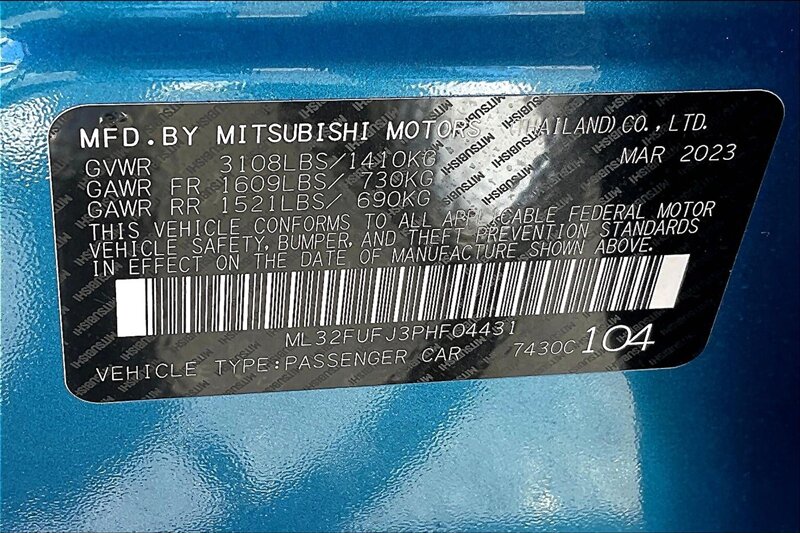 MFD.BY MITSUBISHI MOTORS (THAILAND)CO.,LTD.
GVWR 3108LBS/1410KG MAR 2023
GAWR FR 1609LBS/ 730KG
GAWR RR 1521LBS/ 690KG
THIS VEHICLE CONFORMS TO ALL APPLICABLE FEDERAL MOTOR
VEHICLE SAFETY, BUMPER, AND THEFT PREVENTION STANDARDS
IN EFFECT ON THE DATE OF MANUFACTURE SHOWN ABOVE.
ML32FUFJ3PHF04431
VEHICLE TYPE:PASSENGER CAR 7430C 104